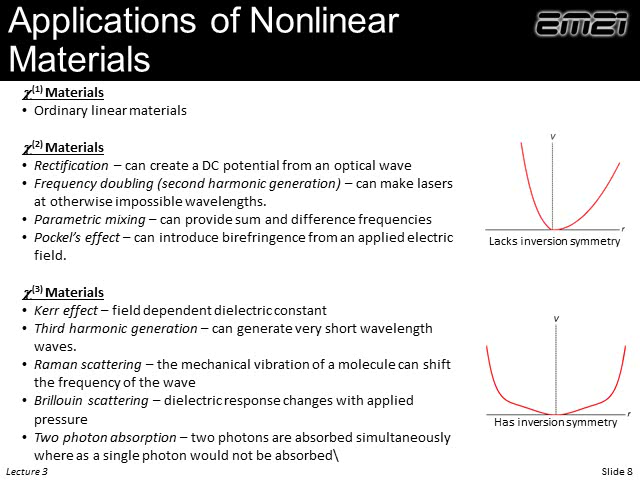 Applications of Nonlinear
Materials
EM21
χ(1) Materials
• Ordinary linear materials
χ(2) Materials
• Rectification – can create a DC potential from an optical wave
• Frequency doubling (second harmonic generation) – can make lasers
at otherwise impossible wavelengths.
• Parametric mixing – can provide sum and difference frequencies
• Pockel’s effect – can introduce birefringence from an applied electric
field.
V
r
Lacks inversion symmetry
χ(3) Materials
• Kerr effect – field dependent dielectric constant
• Third harmonic generation – can generate very short wavelength
waves.
• Raman scattering – the mechanical vibration of a molecule can shift
the frequency of the wave
• Brillouin scattering – dielectric response changes with applied
pressure
• Two photon absorption – two photons are absorbed simultaneously
where as a single photon would not be absorbed\
V
r
Has inversion symmetry
Lecture 3
Slide 8